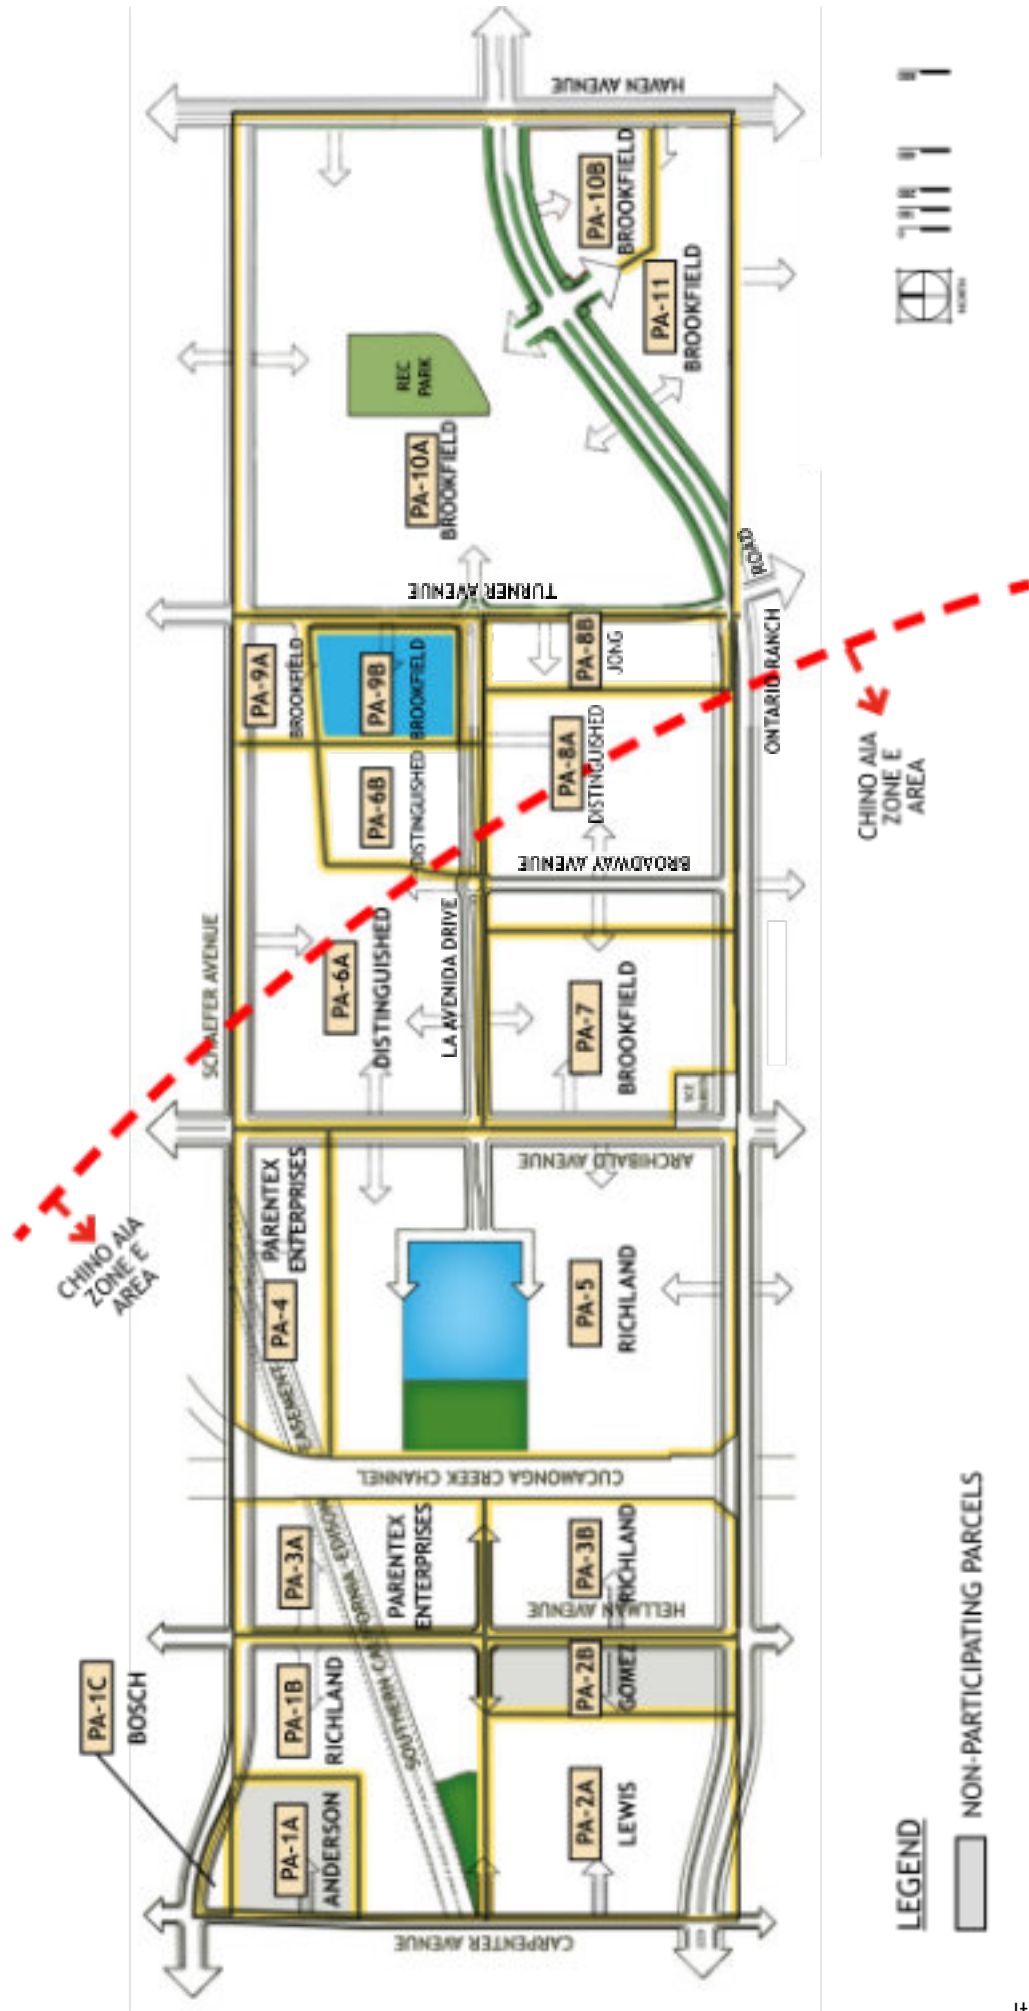 HAVEN AVENUE
PA-10B
BROOKFIELD
PA-11
BROOKFIELD
NORTH
REC
PARK
PA-10A
BROOKFIELD
TURNER AVENUE
ROAD
ONTARIO RANCH
PA-9A
BROOKFIELD
PA-9B
BROOKFIELD
PA-8B
JONG
PA-6B
DISTINGUISHED
PA-8A
DISTINGUISHED
CHINO AIA
ZONE E
AREA
BROADWAY AVENUE
SCHAEFER AVENUE
PA-6A
DISTINGUISHED
LA AVENIDA DRIVE
PA-7
BROOKFIELD
SCE
ARCHIBALD AVENUE
CHINO AIA
ZONE E
AREA
PARENTEX
ENTERPRISES
PA-4
EASEMENT
PA-5
RICHLAND
CUCAMONGA CREEK CHANNEL
PA-3A
PARENTEX
ENTERPRISES
SOUTHERN CALIFORNIA EDISON
PA-3B
RICHLAND
HELLMAN AVENUE
PA-1C
BOSCH
PA-1B
RICHLAND
PA-2B
GOMEZ
PA-1A
ANDERSON
PA-2A
LEWIS
CARPENTER AVENUE
LEGEND
NON-PARTICIPATING PARCELS